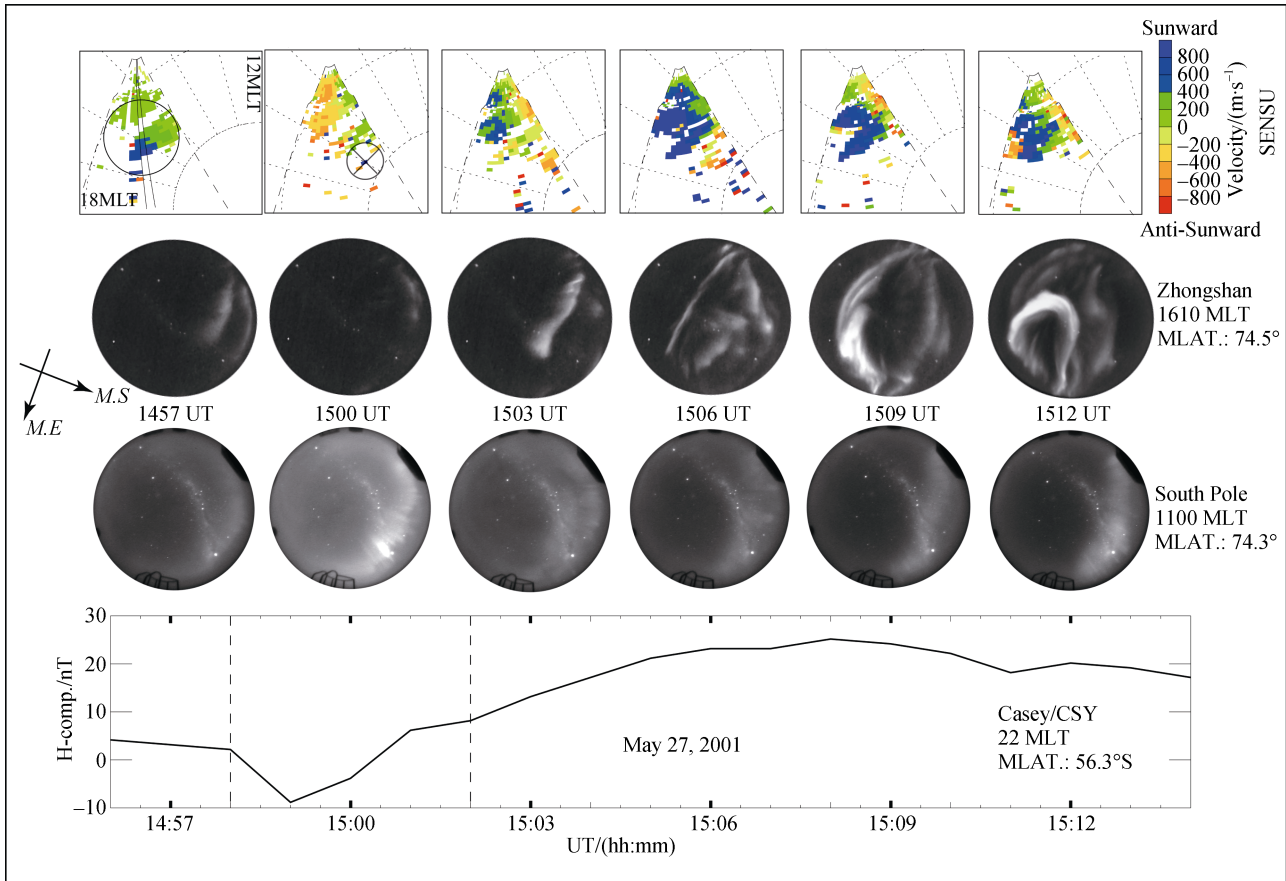 12MLT
18MLT
Sunward
800
600
400
200
0
−200
−400
−600
−800
Velocity/(m·s⁻¹)
SENSU
Anti-Sunward
Zhongshan
1610 MLT
MLAT.: 74.5°
M.S
M.E
1457 UT
1500 UT
1503 UT
1506 UT
1509 UT
1512 UT
South Pole
1100 MLT
MLAT.: 74.3°
30
20
10
0
−10
H-comp./nT
May 27, 2001
Casey/CSY
22 MLT
MLAT.: 56.3°S
14:57
15:00
15:03
15:06
15:09
15:12
UT/(hh:mm)